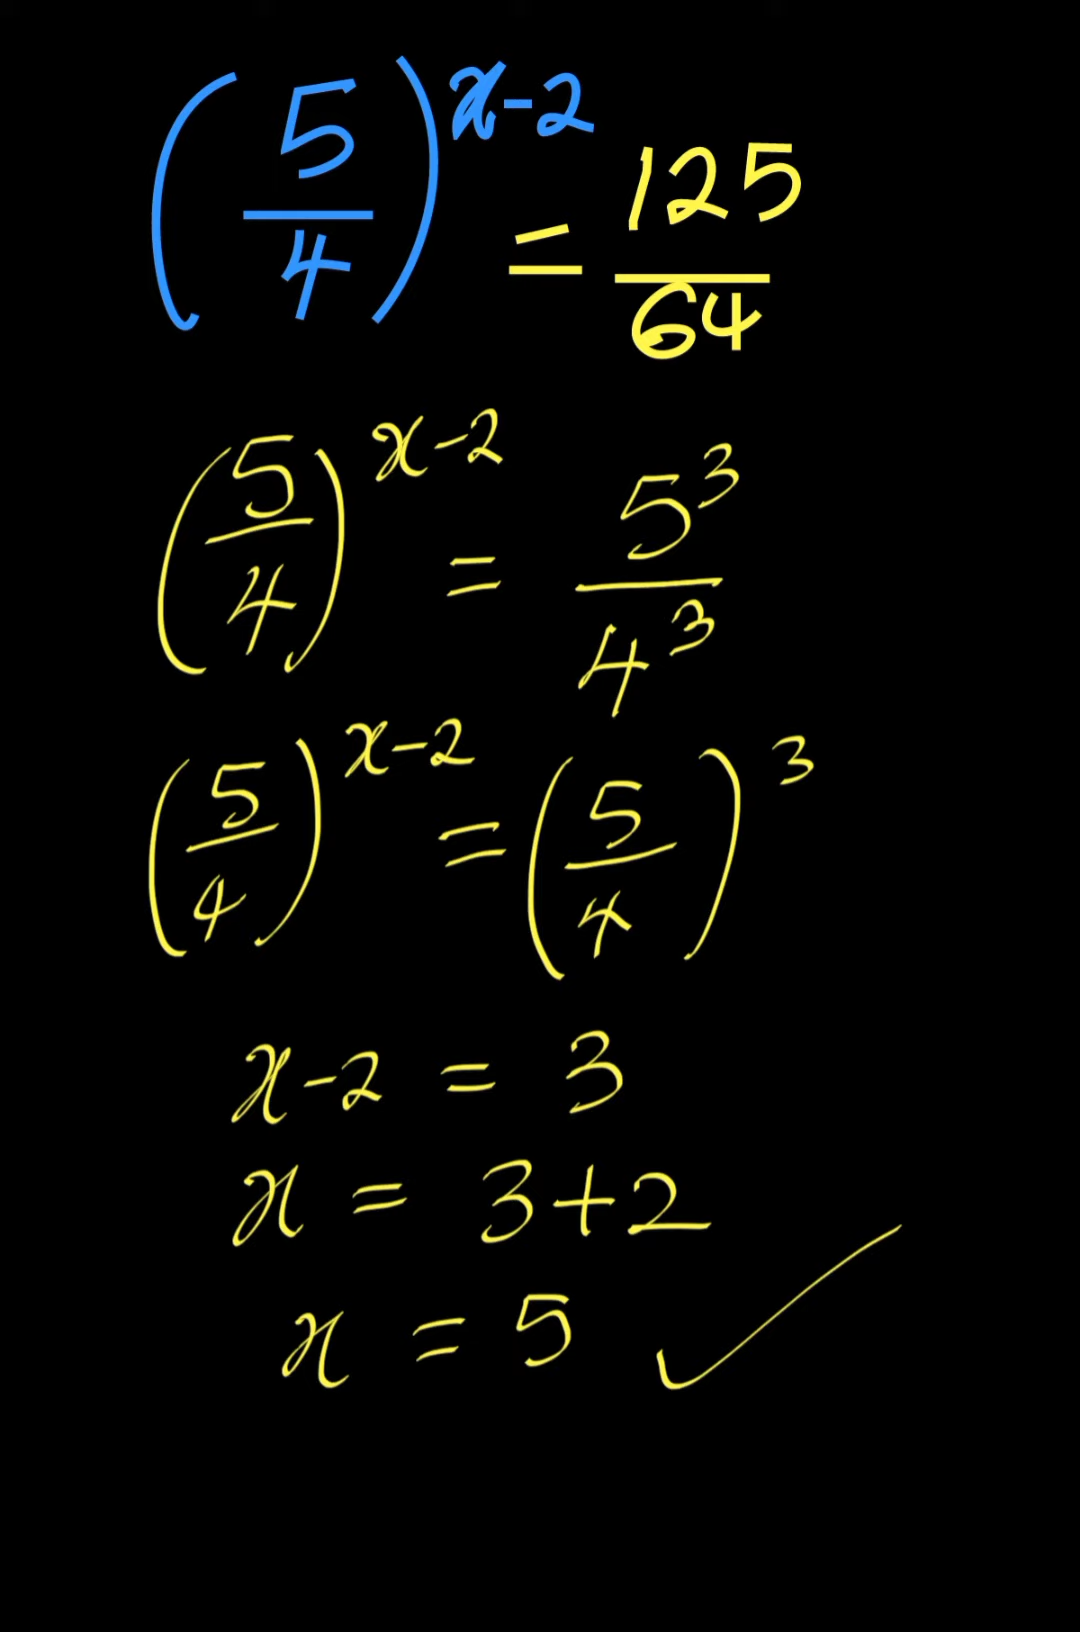 (5/4)^(x-2) = 125/64
(5/4)^(x-2) = 5^3/4^3
(5/4)^(x-2) = (5/4)^3
x-2 = 3
x = 3+2
x = 5 ✓